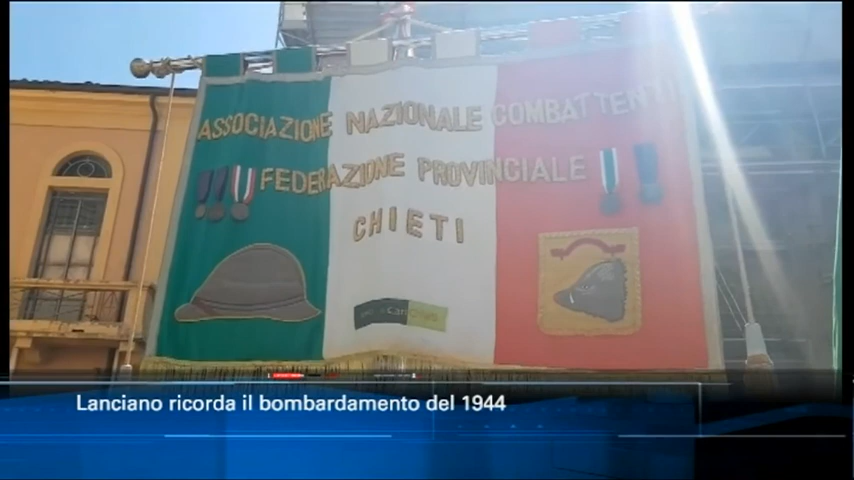 ASSOCIAZIONE NAZIONALE COMBATTENTI
FEDERAZIONE PROVINCIALE
CHIETI
Lanciano ricorda il bombardamento del 1944